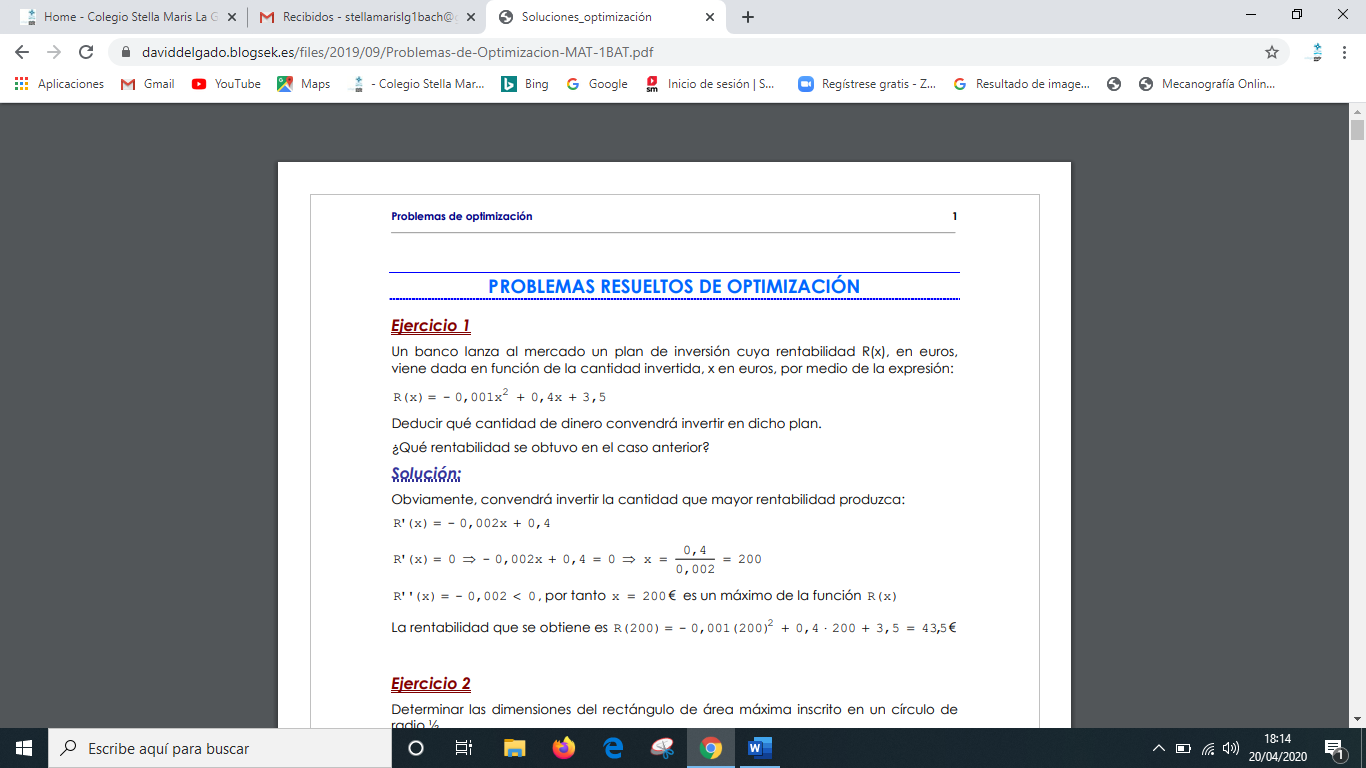 Home - Colegio Stella Maris La G
Recibidos - stellamarislg1bach@
Soluciones_optimización
daviddelgado.blogsek.es/files/2019/09/Problemas-de-Optimizacion-MAT-1BAT.pdf
Aplicaciones Gmail YouTube Maps - Colegio Stella Mar... Bing Google Inicio de sesión | S... Regístrese gratis - Z... Resultado de image... Mecanografía Onlin...
Problemas de optimización 1
PROBLEMAS RESUELTOS DE OPTIMIZACIÓN
Ejercicio 1
Un banco lanza al mercado un plan de inversión cuya rentabilidad R(x), en euros,
viene dada en función de la cantidad invertida, x en euros, por medio de la expresión:
R(x) = - 0,001x² + 0,4x + 3,5
Deducir qué cantidad de dinero convendrá invertir en dicho plan.
¿Qué rentabilidad se obtuvo en el caso anterior?
Solución:
Obviamente, convendrá invertir la cantidad que mayor rentabilidad produzca:
R'(x) = - 0,002x + 0,4
R'(x) = 0 ⇒ - 0,002x + 0,4 = 0 ⇒ x = 0,4 / 0,002 = 200
R''(x) = - 0,002 < 0, por tanto x = 200€ es un máximo de la función R(x)
La rentabilidad que se obtiene es R(200) = - 0,001(200)² + 0,4 · 200 + 3,5 = 43,5€
Ejercicio 2
Determinar las dimensiones del rectángulo de área máxima inscrito en un círculo de
radio ½
Escribe aquí para buscar
18:14
20/04/2020
1